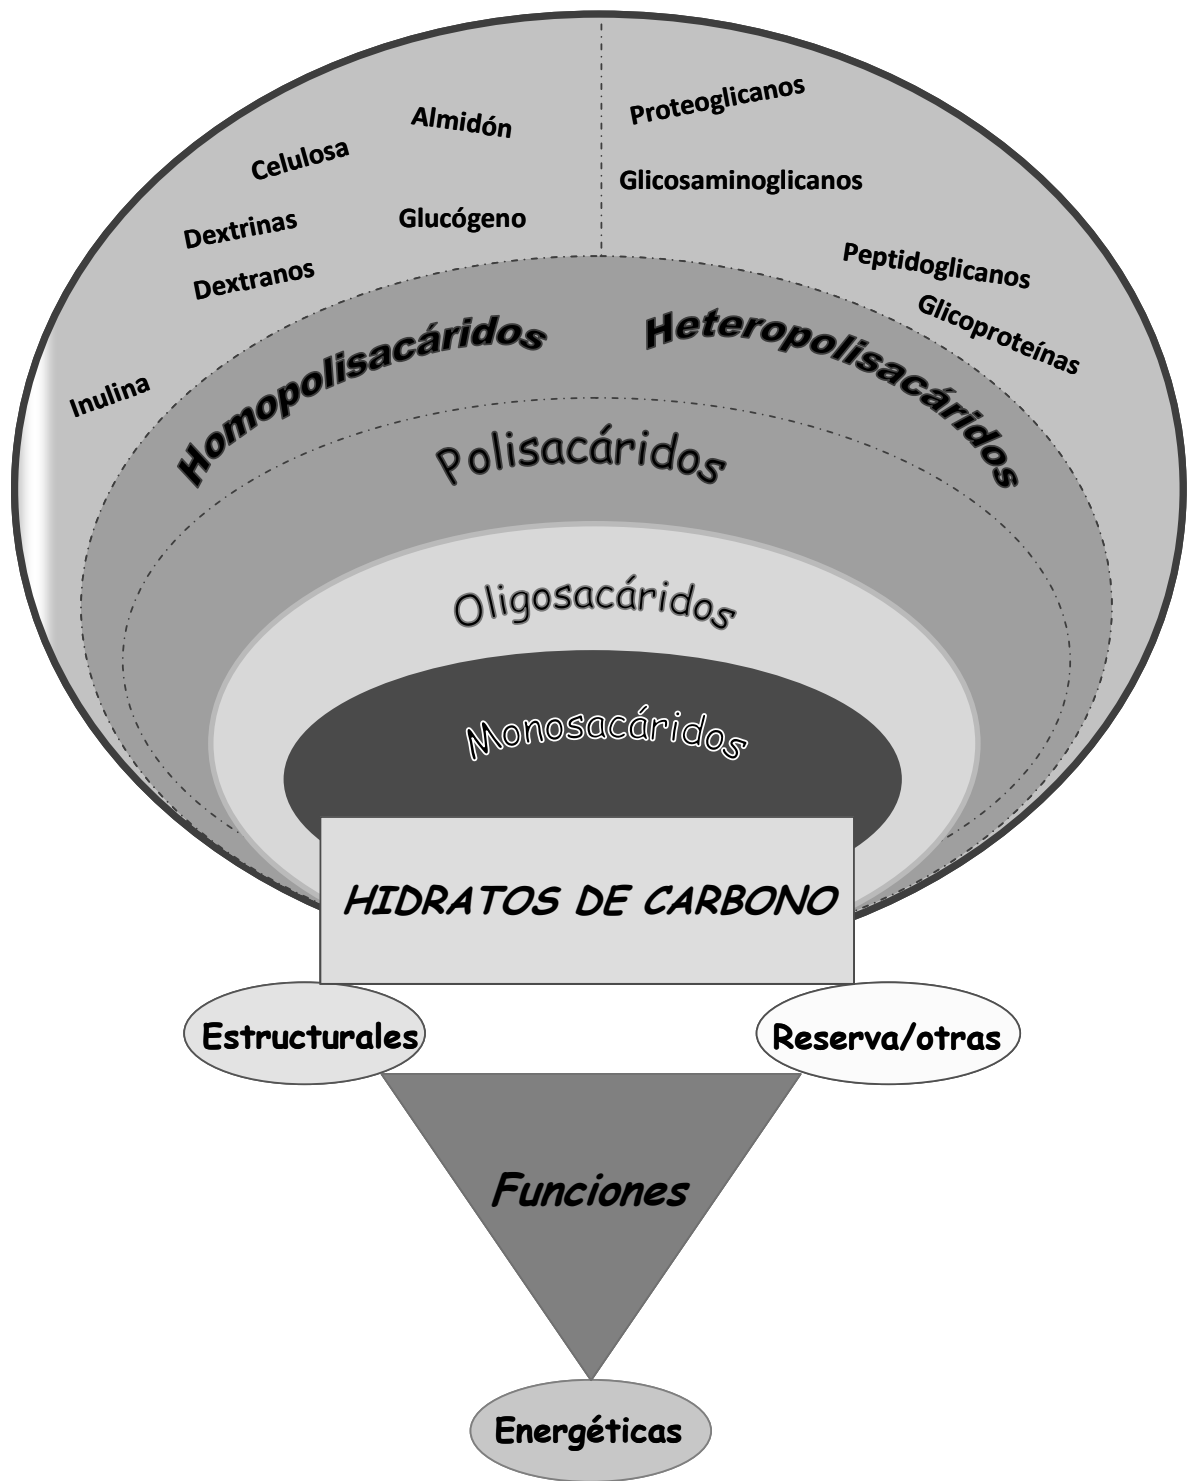 Proteoglicanos
Almidón
Celulosa
Glicosaminoglicanos
Dextrinas
Glucógeno
Peptidoglicanos
Dextranos
Glicoproteínas
Inulina
Homopolisacáridos
Heteropolisacáridos
Polisacáridos
Oligosacáridos
Monosacáridos
HIDRATOS DE CARBONO
Estructurales
Reserva/otras
Funciones
Energéticas